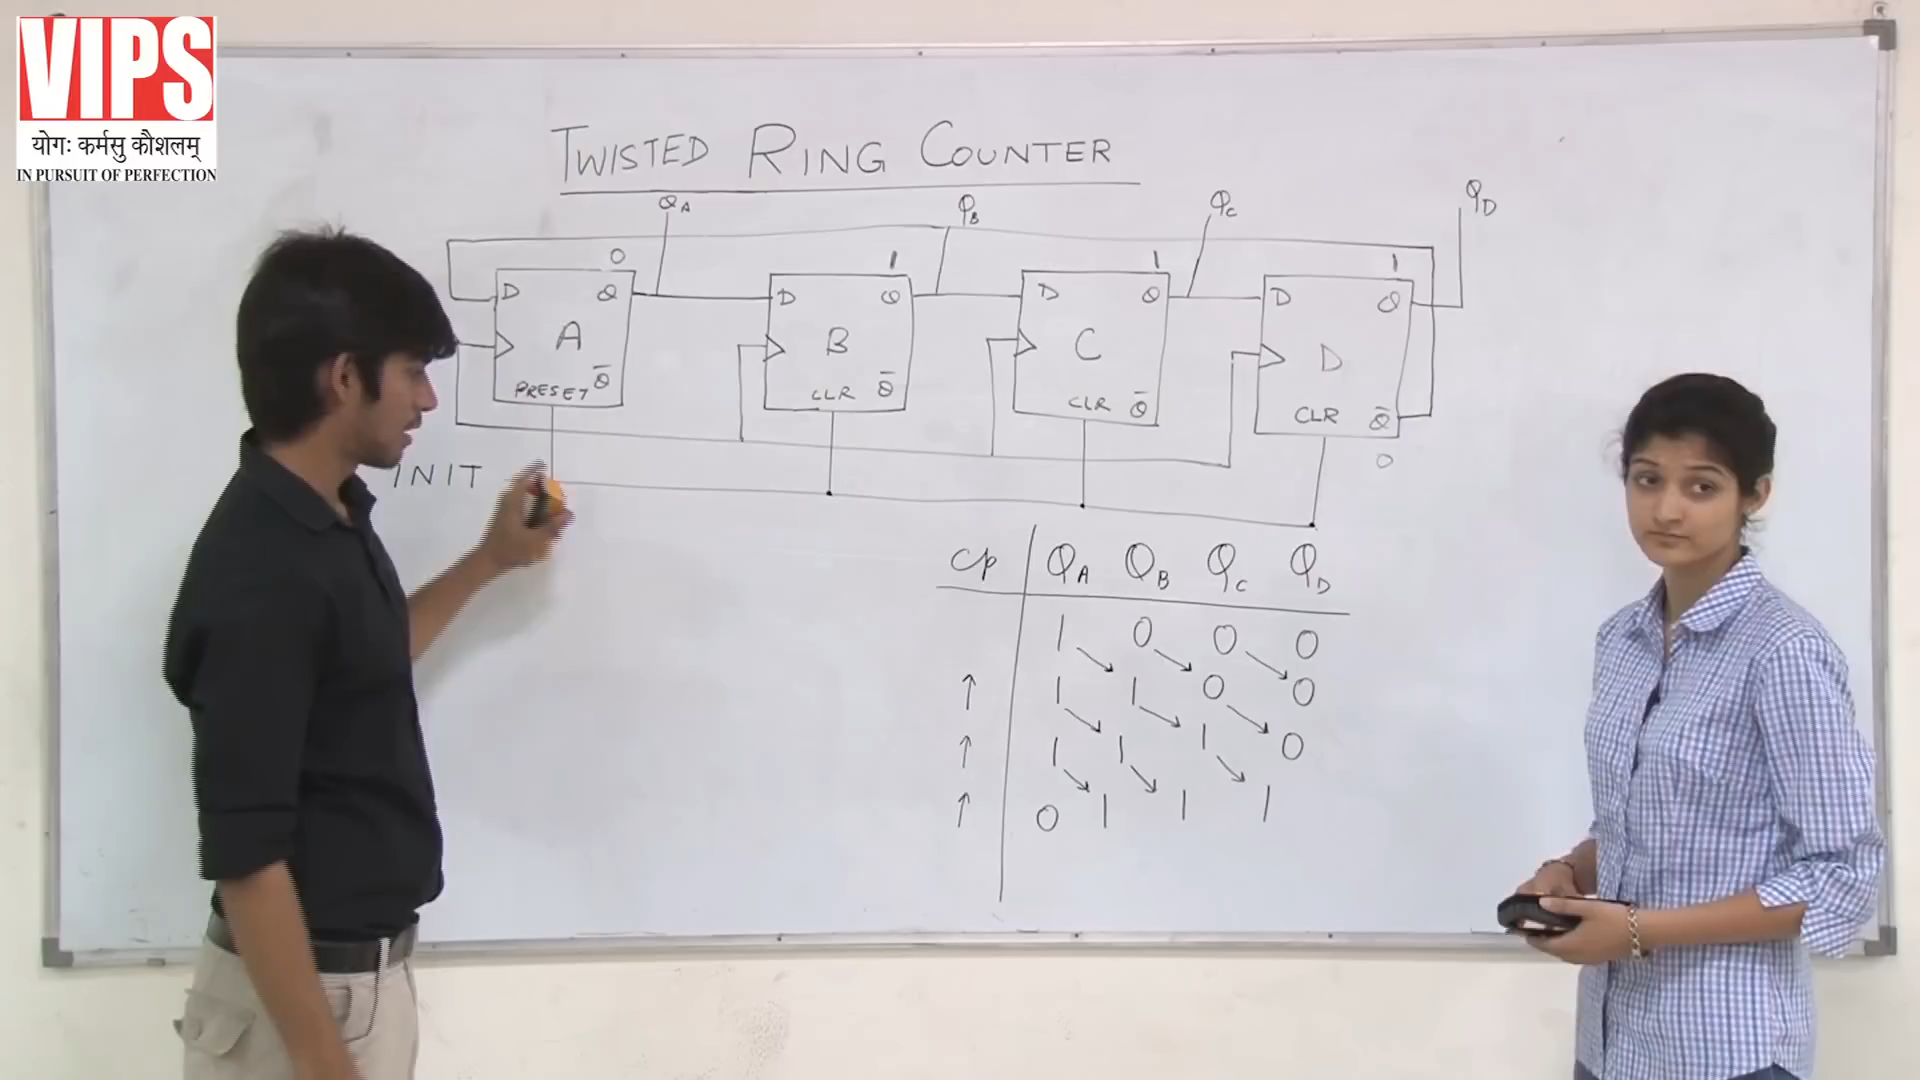 VIPS
योगः कर्मसु कौशलम्
IN PURSUIT OF PERFECTION
TWISTED RING COUNTER
QA QB QC QD
0 1 1 1
D Q D Q D Q D Q
A B C D
PRESET Q̅ CLR Q̅ CLR Q̅ CLR Q̅
0
INIT
CP QA QB QC QD
1 0 0 0
↑ 1 1 0 0
↑ 1 1 1 0
↑ 0 1 1 1